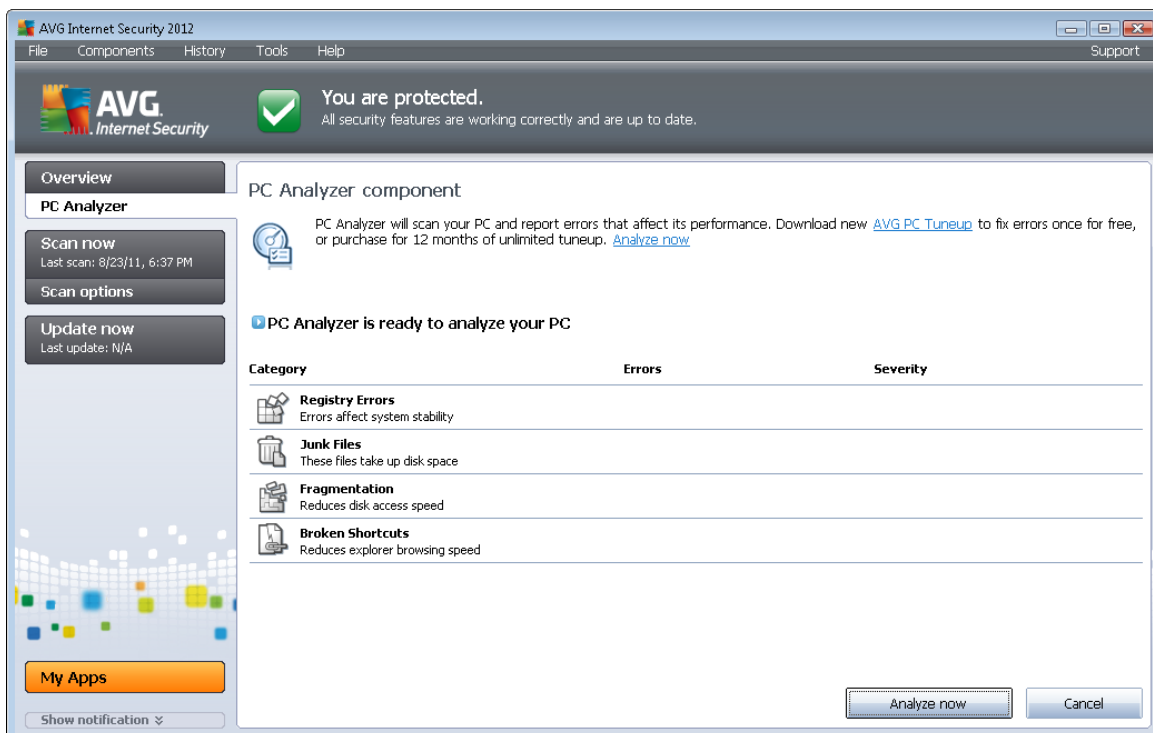 AVG Internet Security 2012
File Components History Tools Help Support
AVG.
Internet Security
You are protected.
All security features are working correctly and are up to date.
Overview
PC Analyzer
Scan now
Last scan: 8/23/11, 6:37 PM
Scan options
Update now
Last update: N/A
My Apps
Show notification
PC Analyzer component
PC Analyzer will scan your PC and report errors that affect its performance. Download new AVG PC Tuneup to fix errors once for free,
or purchase for 12 months of unlimited tuneup. Analyze now
PC Analyzer is ready to analyze your PC
Category Errors Severity
Registry Errors
Errors affect system stability
Junk Files
These files take up disk space
Fragmentation
Reduces disk access speed
Broken Shortcuts
Reduces explorer browsing speed
Analyze now Cancel